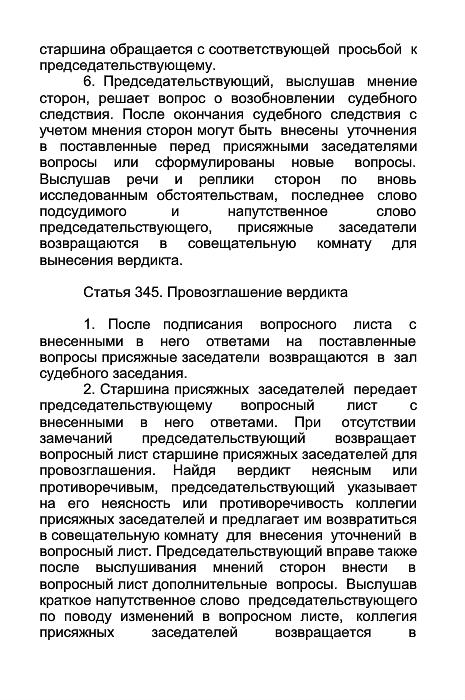 старшина обращается с соответствующей просьбой к
председательствующему.
6. Председательствующий, выслушав мнение
сторон, решает вопрос о возобновлении судебного
следствия. После окончания судебного следствия с
учетом мнения сторон могут быть внесены уточнения
в поставленные перед присяжными заседателями
вопросы или сформулированы новые вопросы.
Выслушав речи и реплики сторон по вновь
исследованным обстоятельствам, последнее слово
подсудимого и напутственное слово
председательствующего, присяжные заседатели
возвращаются в совещательную комнату для
вынесения вердикта.
Статья 345. Провозглашение вердикта
1. После подписания вопросного листа с
внесенными в него ответами на поставленные
вопросы присяжные заседатели возвращаются в зал
судебного заседания.
2. Старшина присяжных заседателей передает
председательствующему вопросный лист с
внесенными в него ответами. При отсутствии
замечаний председательствующий возвращает
вопросный лист старшине присяжных заседателей для
провозглашения. Найдя вердикт неясным или
противоречивым, председательствующий указывает
на его неясность или противоречивость коллегии
присяжных заседателей и предлагает им возвратиться
в совещательную комнату для внесения уточнений в
вопросный лист. Председательствующий вправе также
после выслушивания мнений сторон внести в
вопросный лист дополнительные вопросы. Выслушав
краткое напутственное слово председательствующего
по поводу изменений в вопросном листе, коллегия
присяжных заседателей возвращается в